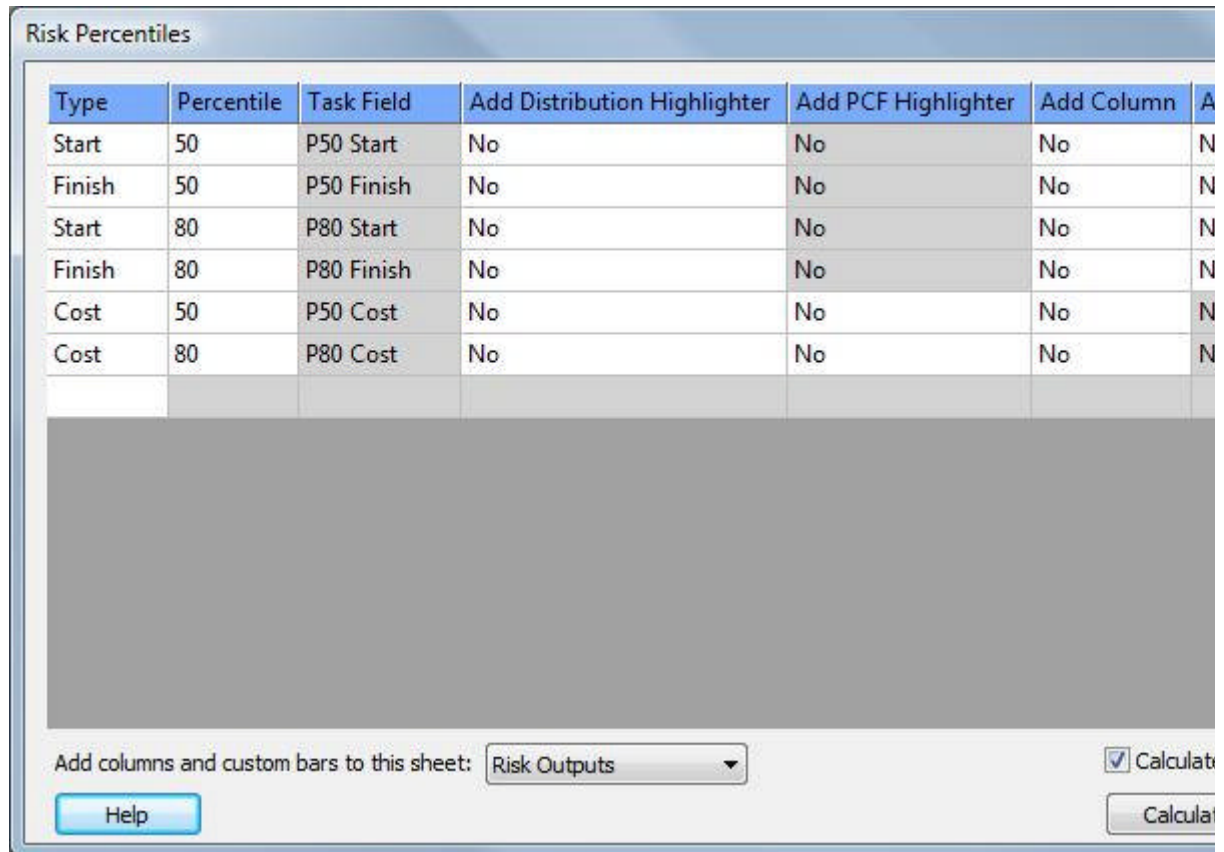 Risk Percentiles
Type Percentile Task Field Add Distribution Highlighter Add PCF Highlighter Add Column A
Start 50 P50 Start No No No N
Finish 50 P50 Finish No No No N
Start 80 P80 Start No No No N
Finish 80 P80 Finish No No No N
Cost 50 P50 Cost No No No N
Cost 80 P80 Cost No No No N
Add columns and custom bars to this sheet: Risk Outputs Calculate
Help Calculat